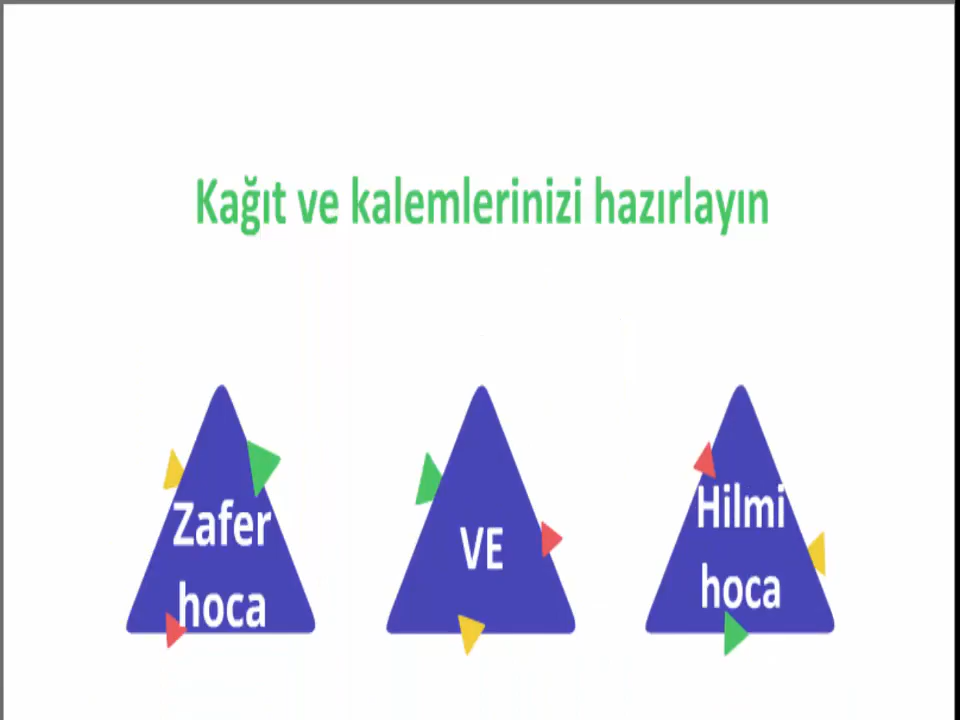 Kağıt ve kalemlerinizi hazırlayın
Zafer
hoca
VE
Hilmi
hoca